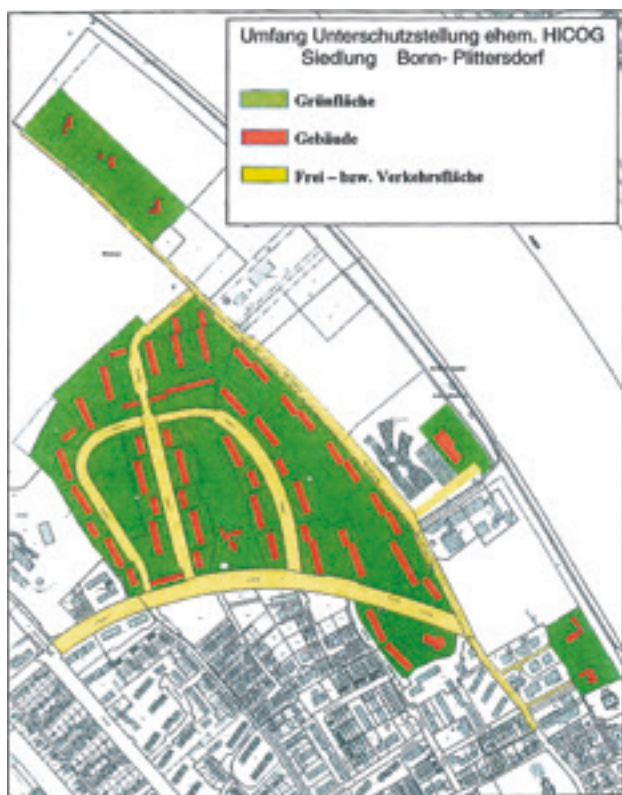 Umfang Unterschutzstellung ehem. HICOG
Siedlung Bonn- Plittersdorf
Grünfläche
Gebäude
Frei – bzw. Verkehrsfläche